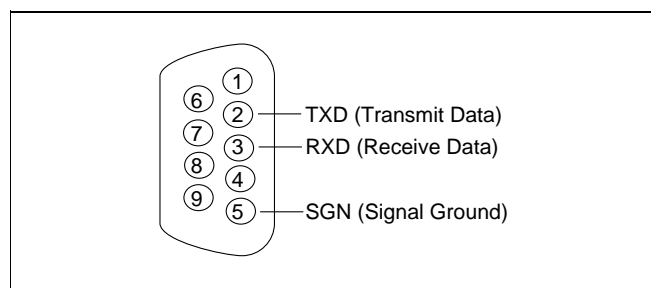 1
6
2 TXD (Transmit Data)
7
3 RXD (Receive Data)
8
4
9
5 SGN (Signal Ground)